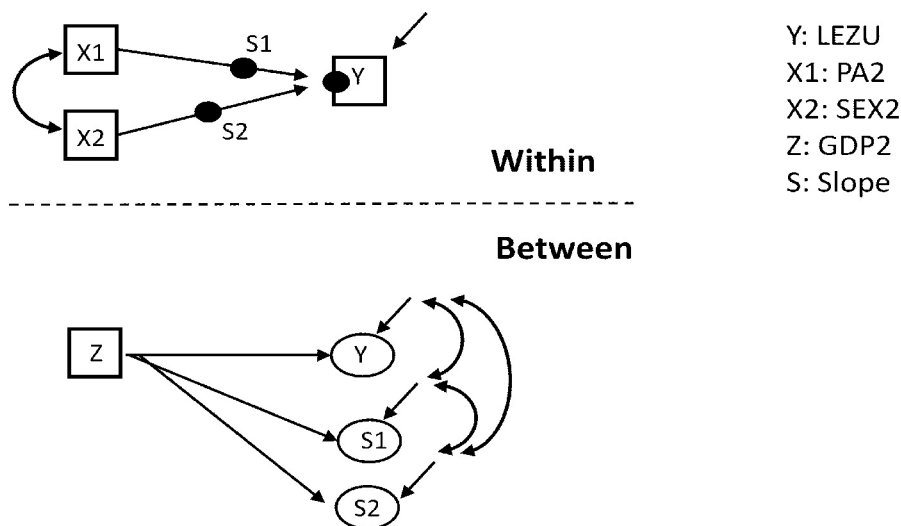 X1
S1
Y
X2
S2
Within
Between
Z
Y
S1
S2
Y: LEZU
X1: PA2
X2: SEX2
Z: GDP2
S: Slope